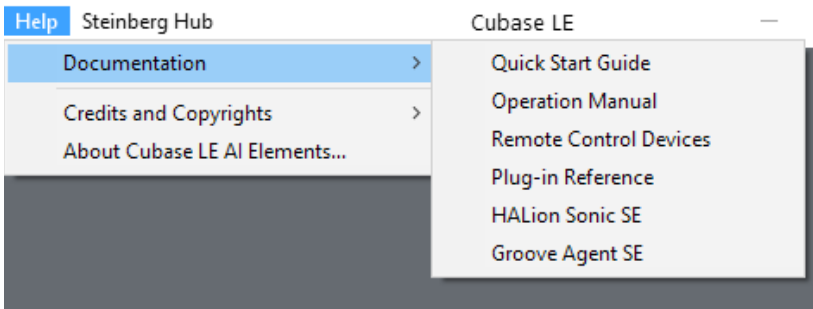 Help Steinberg Hub Cubase LE
Documentation
Credits and Copyrights
About Cubase LE AI Elements...
Quick Start Guide
Operation Manual
Remote Control Devices
Plug-in Reference
HALion Sonic SE
Groove Agent SE